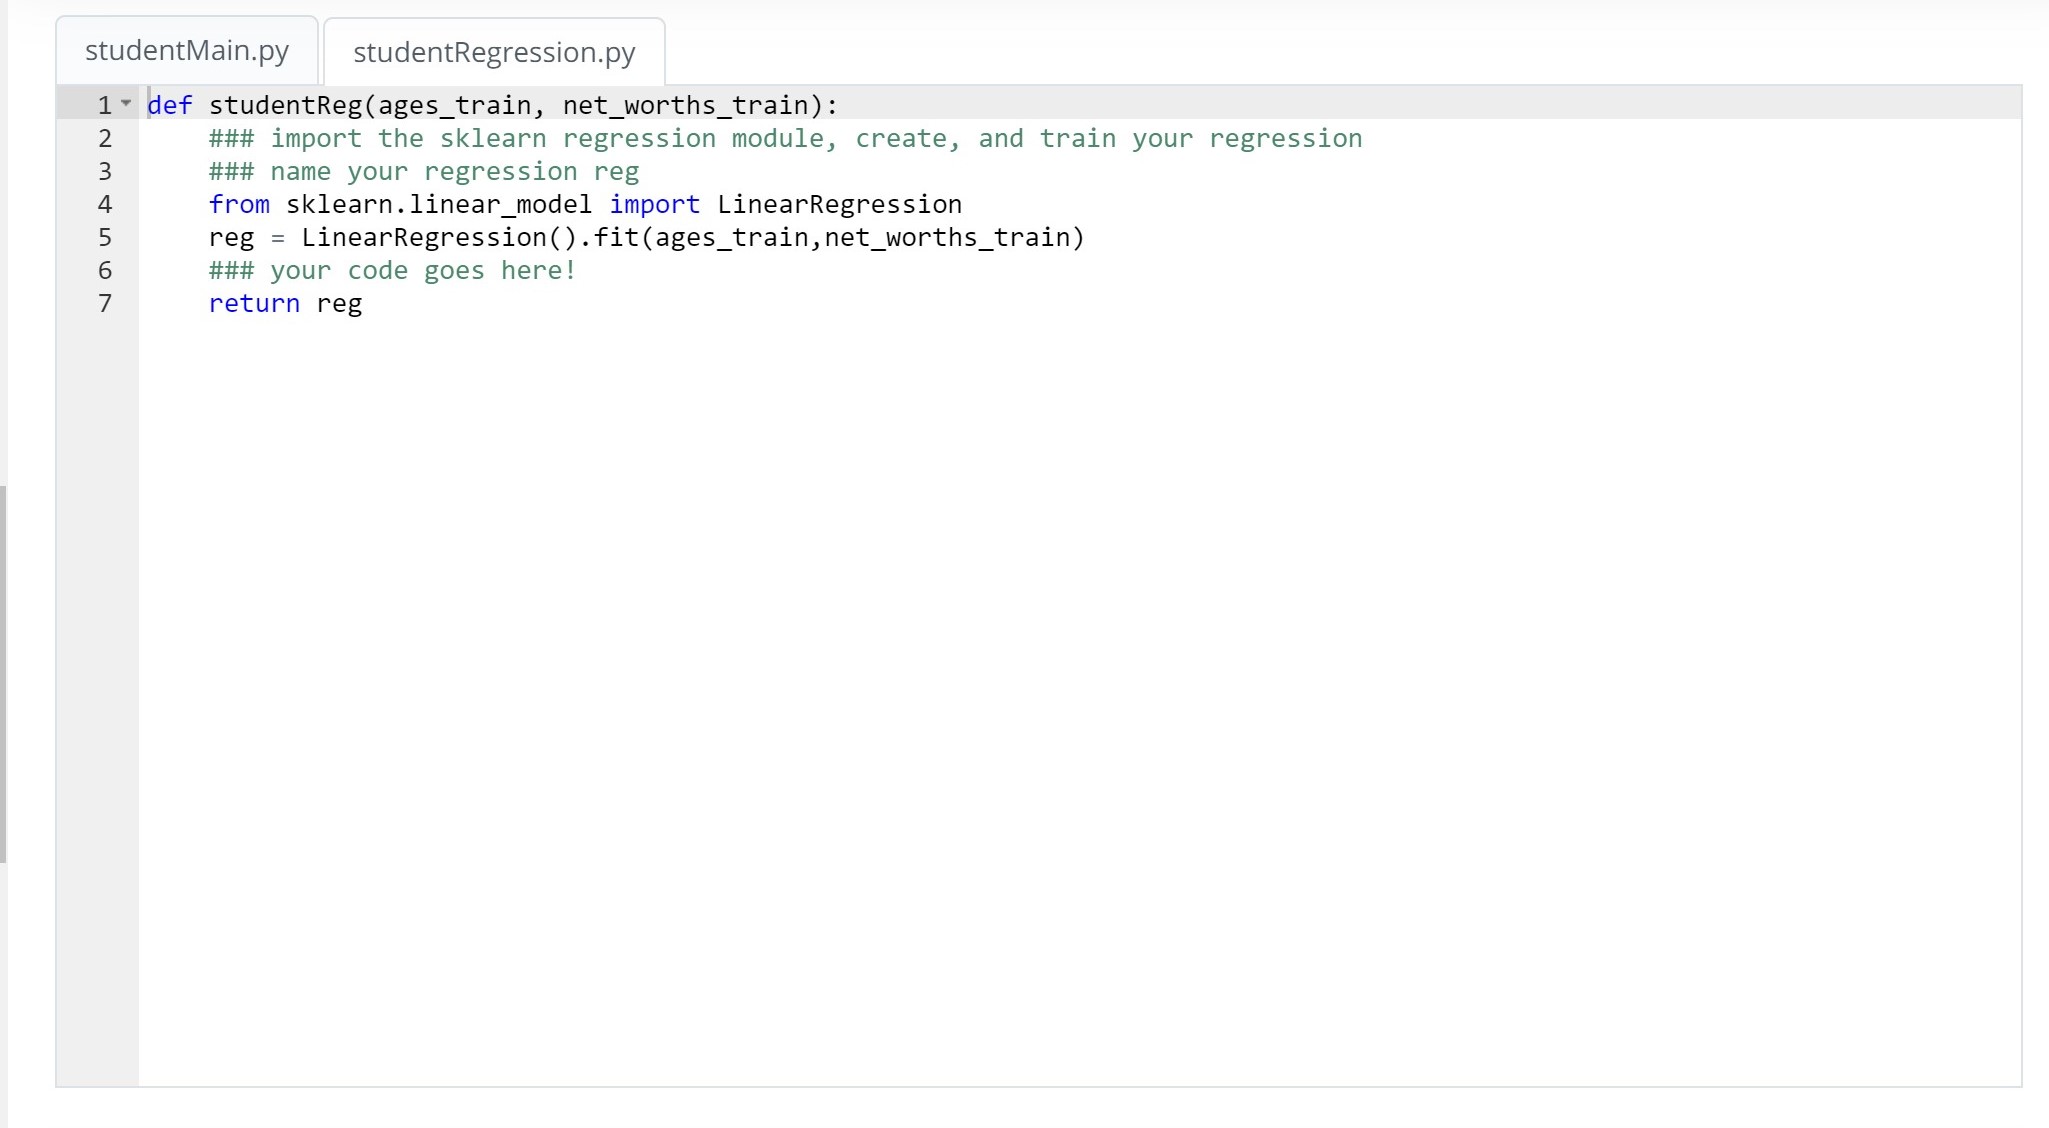 studentMain.py
studentRegression.py
1 def studentReg(ages_train, net_worths_train):
2     ### import the sklearn regression module, create, and train your regression
3     ### name your regression reg
4     from sklearn.linear_model import LinearRegression
5     reg = LinearRegression().fit(ages_train,net_worths_train)
6     ### your code goes here!
7     return reg